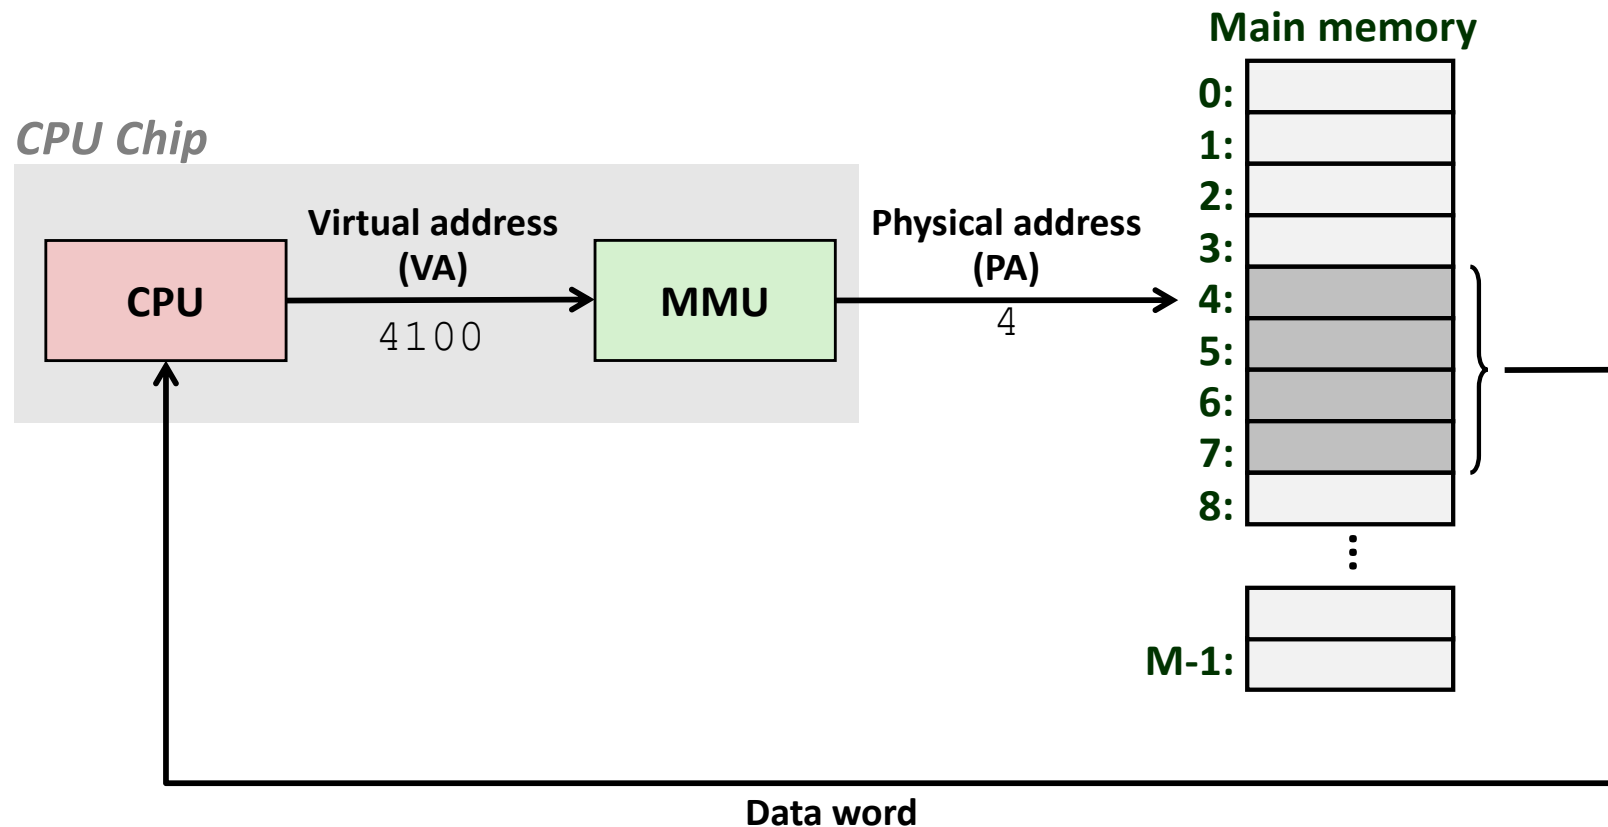 Main memory
CPU Chip
Virtual address
(VA)
Physical address
(PA)
CPU
4100
MMU
4
0:
1:
2:
3:
4:
5:
6:
7:
8:
⋮
M-1:
Data word